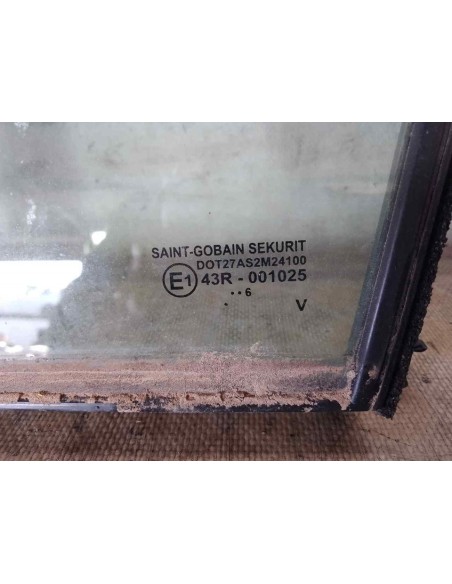 SAINT-GOBAIN SEKURIT
DOT27AS2M24100
E1 43R - 001025
••6
• V